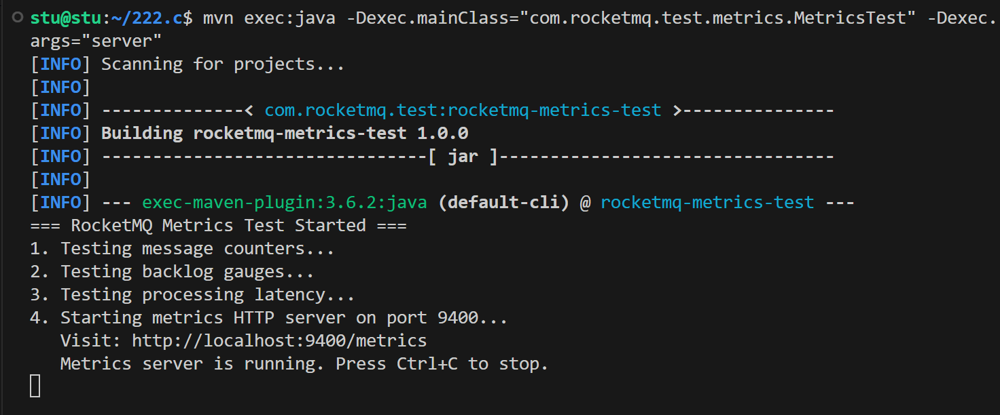 stu@stu:~/222.c$ mvn exec:java -Dexec.mainClass="com.rocketmq.test.metrics.MetricsTest" -Dexec.
args="server"
[INFO] Scanning for projects...
[INFO]
[INFO] --------------< com.rocketmq.test:rocketmq-metrics-test >---------------
[INFO] Building rocketmq-metrics-test 1.0.0
[INFO] --------------------------------[ jar ]---------------------------------
[INFO]
[INFO] --- exec-maven-plugin:3.6.2:java (default-cli) @ rocketmq-metrics-test ---
=== RocketMQ Metrics Test Started ===
1. Testing message counters...
2. Testing backlog gauges...
3. Testing processing latency...
4. Starting metrics HTTP server on port 9400...
   Visit: http://localhost:9400/metrics
   Metrics server is running. Press Ctrl+C to stop.